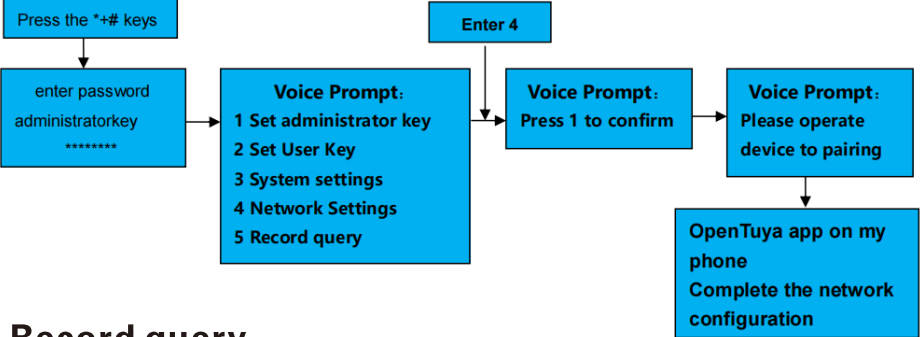 Press the *+# keys
enter password
administratorkey
********
Voice Prompt：
1 Set administrator key
2 Set User Key
3 System settings
4 Network Settings
5 Record query
Enter 4
Voice Prompt：
Press 1 to confirm
Voice Prompt：
Please operate
device to pairing
OpenTuya app on my
phone
Complete the network
configuration
Record query